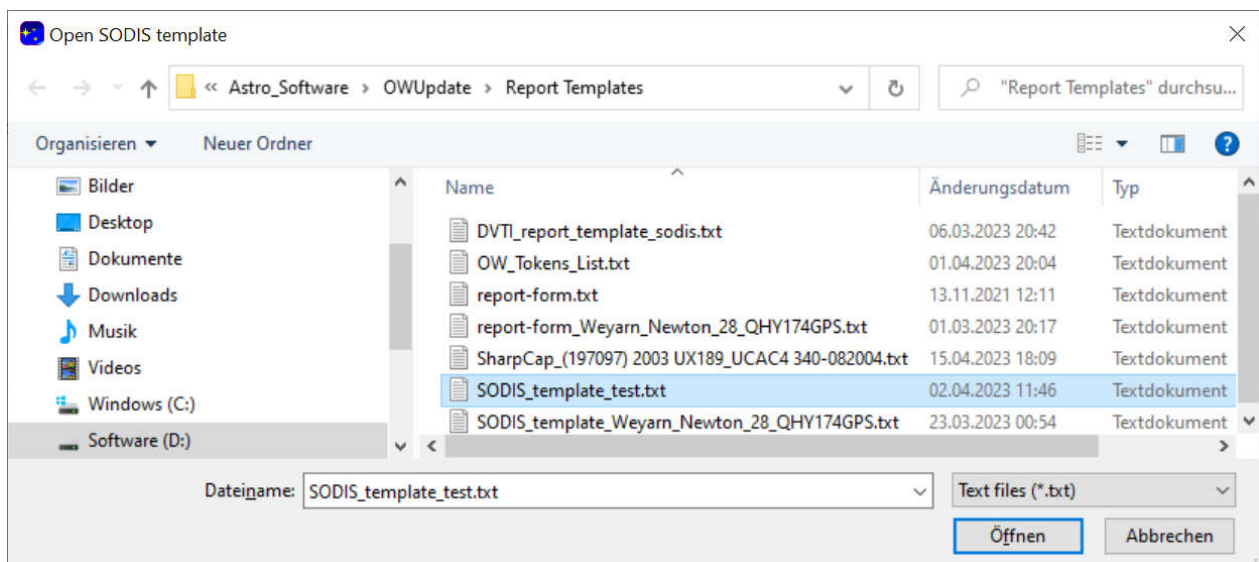 Open SODIS template
« Astro_Software › OWUpdate › Report Templates
"Report Templates" durchsu...
Organisieren Neuer Ordner
Bilder
Desktop
Dokumente
Downloads
Musik
Videos
Windows (C:)
Software (D:)
Name Änderungsdatum Typ
DVTI_report_template_sodis.txt 06.03.2023 20:42 Textdokument
OW_Tokens_List.txt 01.04.2023 20:04 Textdokument
report-form.txt 13.11.2021 12:11 Textdokument
report-form_Weyarn_Newton_28_QHY174GPS.txt 01.03.2023 20:17 Textdokument
SharpCap_(197097) 2003 UX189_UCAC4 340-082004.txt 15.04.2023 18:09 Textdokument
SODIS_template_test.txt 02.04.2023 11:46 Textdokument
SODIS_template_Weyarn_Newton_28_QHY174GPS.txt 23.03.2023 00:54 Textdokument
Dateiname: SODIS_template_test.txt Text files (*.txt)
Öffnen Abbrechen